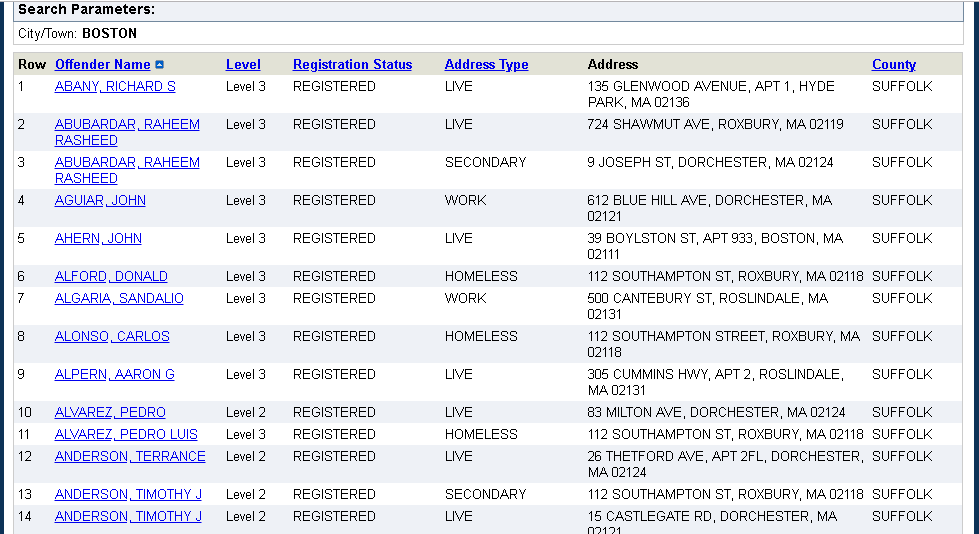 Search Parameters:
City/Town: BOSTON
Row Offender Name Level Registration Status Address Type Address County
1 ABANY, RICHARD S Level 3 REGISTERED LIVE 135 GLENWOOD AVENUE, APT 1, HYDE PARK, MA 02136 SUFFOLK
2 ABUBARDAR, RAHEEM RASHEED Level 3 REGISTERED LIVE 724 SHAWMUT AVE, ROXBURY, MA 02119 SUFFOLK
3 ABUBARDAR, RAHEEM RASHEED Level 3 REGISTERED SECONDARY 9 JOSEPH ST, DORCHESTER, MA 02124 SUFFOLK
4 AGUIAR, JOHN Level 3 REGISTERED WORK 612 BLUE HILL AVE, DORCHESTER, MA 02121 SUFFOLK
5 AHERN, JOHN Level 3 REGISTERED LIVE 39 BOYLSTON ST, APT 933, BOSTON, MA 02111 SUFFOLK
6 ALFORD, DONALD Level 3 REGISTERED HOMELESS 112 SOUTHAMPTON ST, ROXBURY, MA 02118 SUFFOLK
7 ALGARIA, SANDALIO Level 3 REGISTERED WORK 500 CANTEBURY ST, ROSLINDALE, MA 02131 SUFFOLK
8 ALONSO, CARLOS Level 3 REGISTERED HOMELESS 112 SOUTHAMPTON STREET, ROXBURY, MA 02118 SUFFOLK
9 ALPERN, AARON G Level 3 REGISTERED LIVE 305 CUMMINS HWY, APT 2, ROSLINDALE, MA 02131 SUFFOLK
10 ALVAREZ, PEDRO Level 2 REGISTERED LIVE 83 MILTON AVE, DORCHESTER, MA 02124 SUFFOLK
11 ALVAREZ, PEDRO LUIS Level 3 REGISTERED HOMELESS 112 SOUTHAMPTON ST, ROXBURY, MA 02118 SUFFOLK
12 ANDERSON, TERRANCE Level 2 REGISTERED LIVE 26 THETFORD AVE, APT 2FL, DORCHESTER, MA 02124 SUFFOLK
13 ANDERSON, TIMOTHY J Level 2 REGISTERED SECONDARY 112 SOUTHAMPTON ST, ROXBURY, MA 02118 SUFFOLK
14 ANDERSON, TIMOTHY J Level 2 REGISTERED LIVE 15 CASTLEGATE RD, DORCHESTER, MA 02121 SUFFOLK